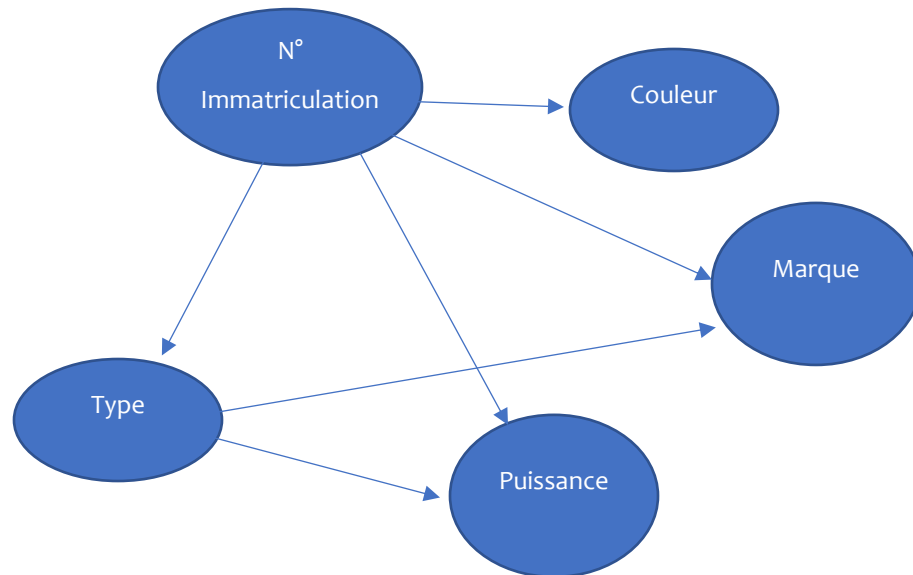 N°
Immatriculation
Couleur
Marque
Type
Puissance